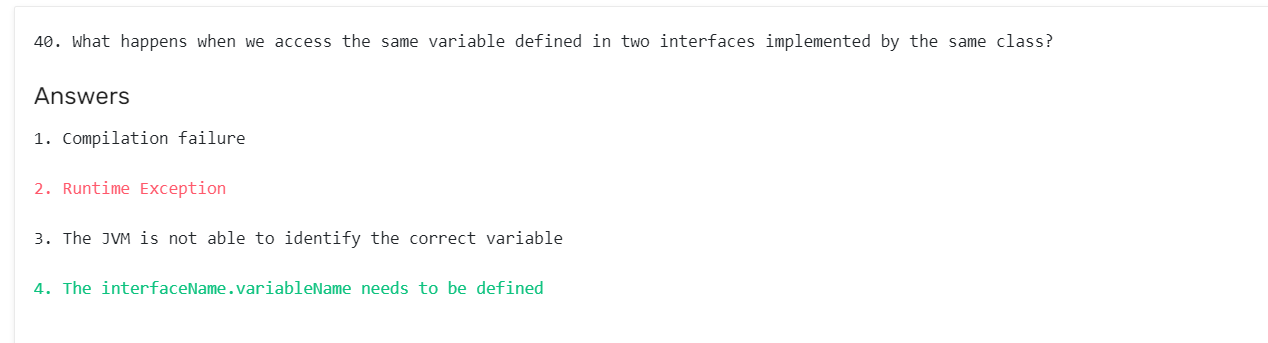 40. What happens when we access the same variable defined in two interfaces implemented by the same class?
Answers
1. Compilation failure
2. Runtime Exception
3. The JVM is not able to identify the correct variable
4. The interfaceName.variableName needs to be defined